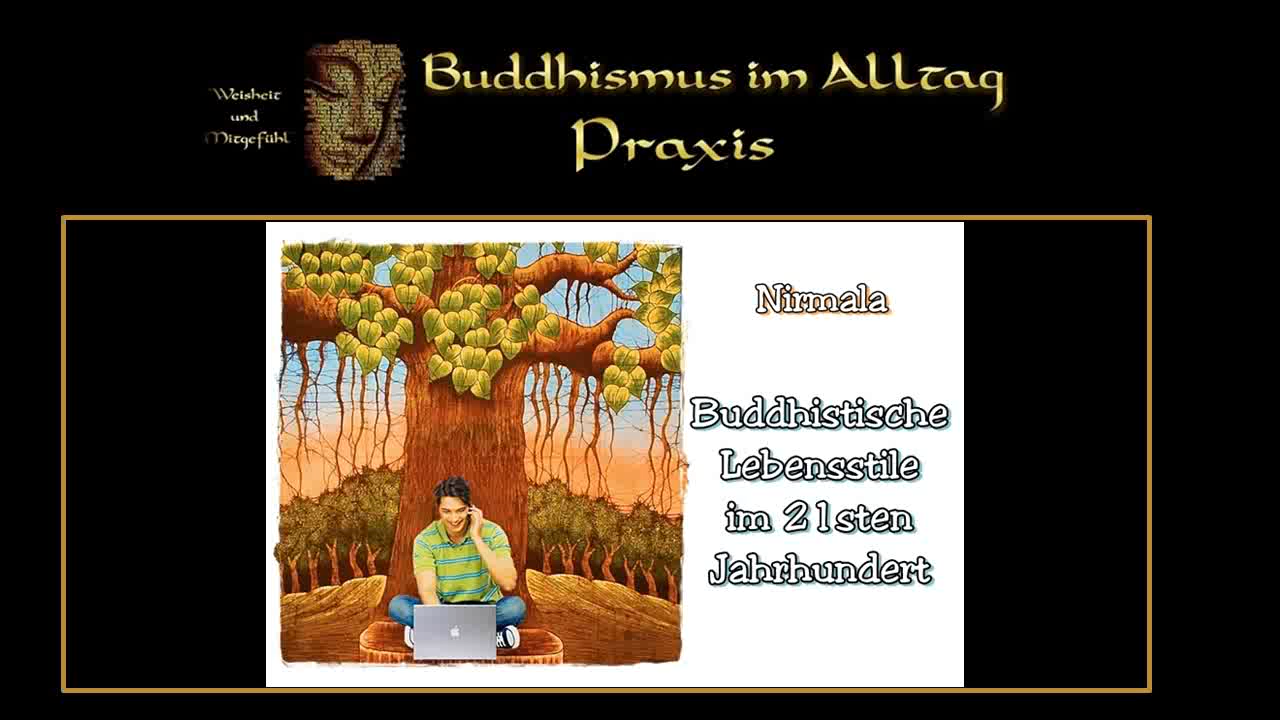 Weisheit
und
Mitgefühl
Buddhismus im Alltag
Praxis
Nirmala
Buddhistische
Lebensstile
im 21sten
Jahrhundert